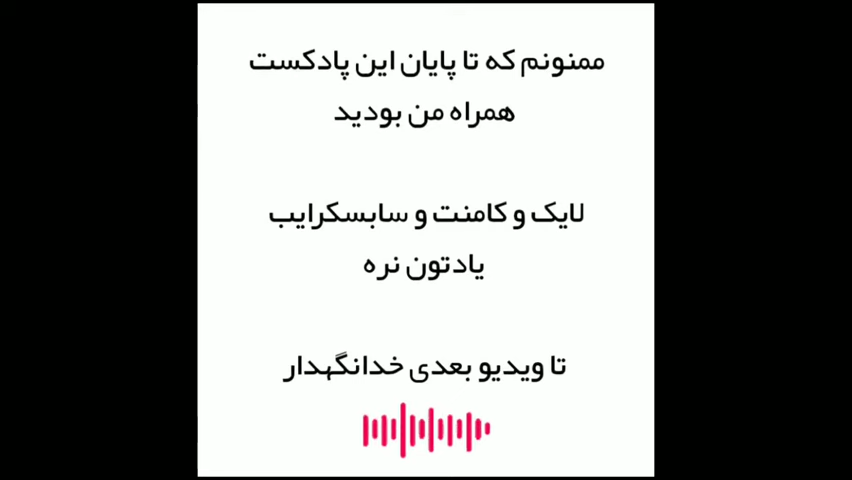 ممنونم که تا پایان این پادکست
همراه من بودید
لایک و کامنت و سابسکرایب
یادتون نره
تا ویدیو بعدی خدانگهدار